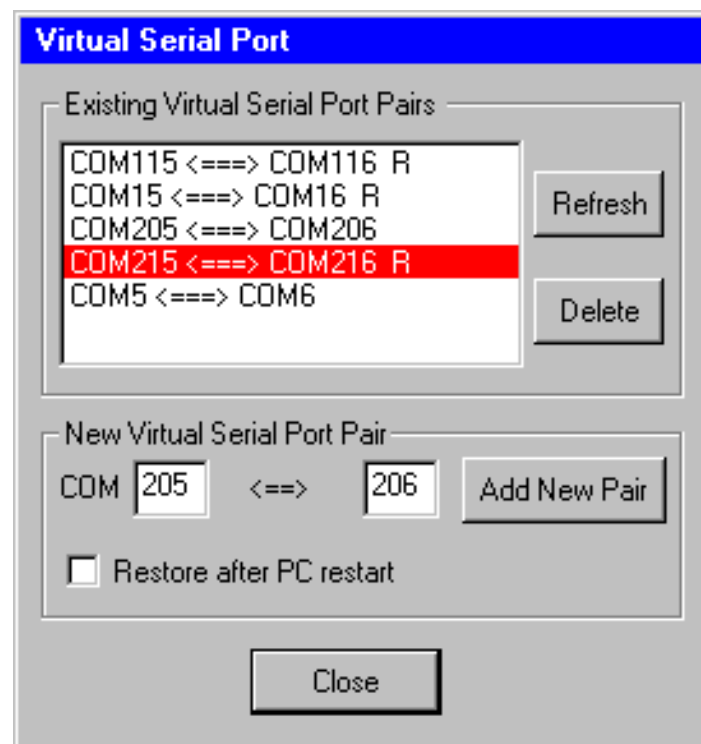 Virtual Serial Port
Existing Virtual Serial Port Pairs
COM115 <===> COM116 R
COM15 <===> COM16 R
COM205 <===> COM206
COM215 <===> COM216 R
COM5 <===> COM6
Refresh
Delete
New Virtual Serial Port Pair
COM 205 <==> 206 Add New Pair
Restore after PC restart
Close